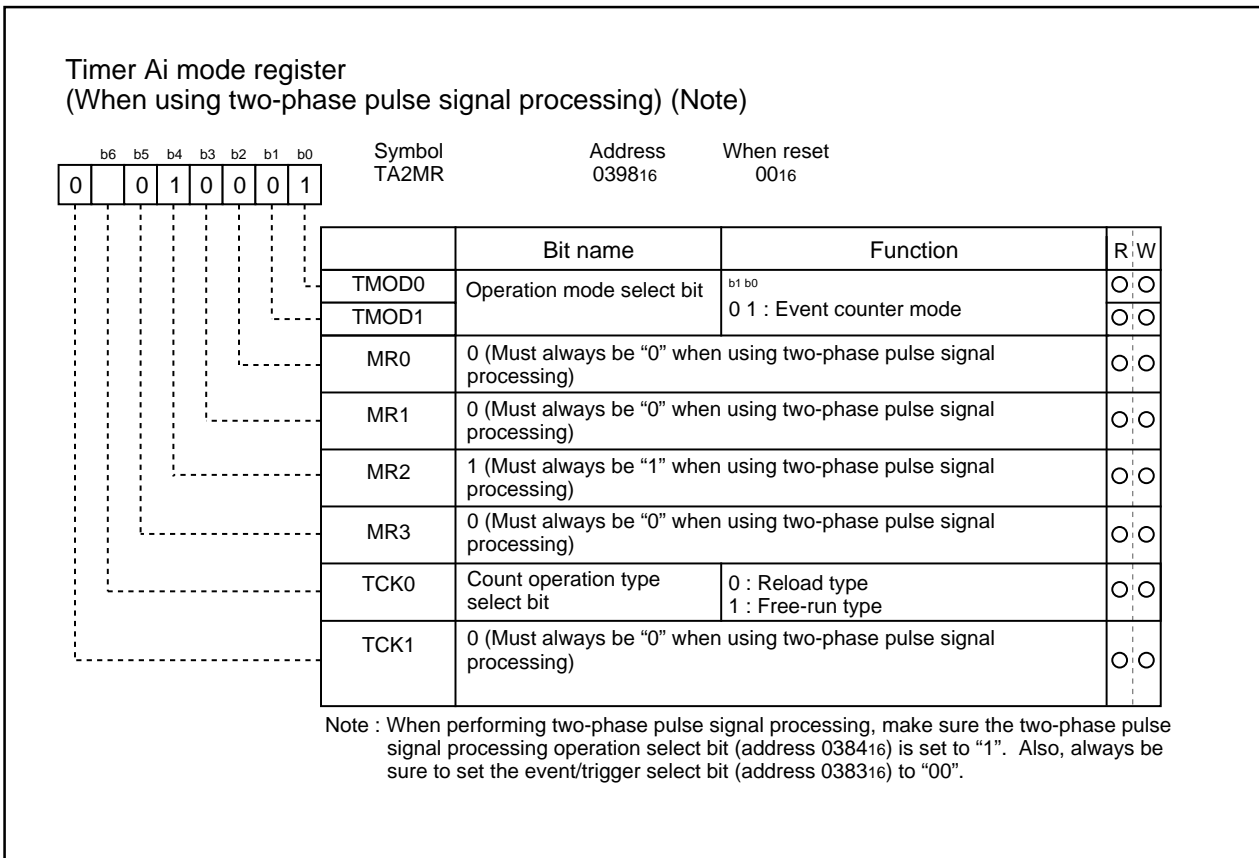 Timer Ai mode register
(When using two-phase pulse signal processing) (Note)
b6 b5 b4 b3 b2 b1 b0
0 0 1 0 0 0 1
Symbol Address When reset
TA2MR 039816 0016
Bit name Function R W
TMOD0 Operation mode select bit b1 b0
0 1 : Event counter mode
TMOD1
MR0 0 (Must always be “0” when using two-phase pulse signal
processing)
MR1 0 (Must always be “0” when using two-phase pulse signal
processing)
MR2 1 (Must always be “1” when using two-phase pulse signal
processing)
MR3 0 (Must always be “0” when using two-phase pulse signal
processing)
TCK0 Count operation type 0 : Reload type
select bit 1 : Free-run type
TCK1 0 (Must always be “0” when using two-phase pulse signal
processing)
Note : When performing two-phase pulse signal processing, make sure the two-phase pulse
signal processing operation select bit (address 038416) is set to “1”. Also, always be
sure to set the event/trigger select bit (address 038316) to “00”.